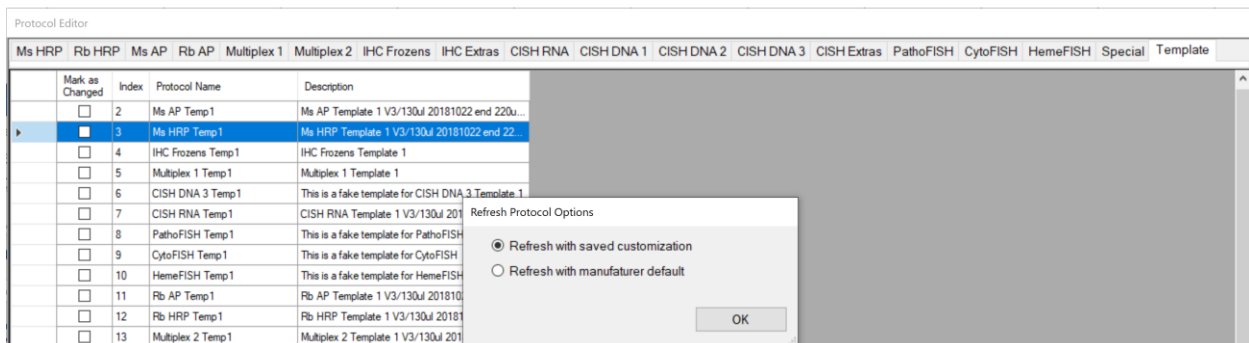 Protocol Editor
Ms HRP Rb HRP Ms AP Rb AP Multiplex 1 Multiplex 2 IHC Frozens IHC Extras CISH RNA CISH DNA 1 CISH DNA 2 CISH DNA 3 CISH Extras PathoFISH CytoFISH HemeFISH Special Template
Mark as Changed Index Protocol Name Description
2 Ms AP Temp1 Ms AP Template 1 V3/130ul 20181022 end 220u...
3 Ms HRP Temp1 Ms HRP Template 1 V3/130ul 20181022 end 22...
4 IHC Frozens Temp1 IHC Frozens Template 1
5 Multiplex 1 Temp1 Multiplex 1 Template 1
6 CISH DNA 3 Temp1 This is a fake template for CISH DNA 3 Template 1
7 CISH RNA Temp1 CISH RNA Template 1 V3/130ul 201
8 PathoFISH Temp1 This is a fake template for PathoFISH
9 CytoFISH Temp1 This is a fake template for CytoFISH
10 HemeFISH Temp1 This is a fake template for HemeFISH
11 Rb AP Temp1 Rb AP Template 1 V3/130ul 201810
12 Rb HRP Temp1 Rb HRP Template 1 V3/130ul 20181
13 Multiplex 2 Temp1 Multiplex 2 Template 1 V3/130ul 201
Refresh Protocol Options
Refresh with saved customization
Refresh with manufaturer default
OK